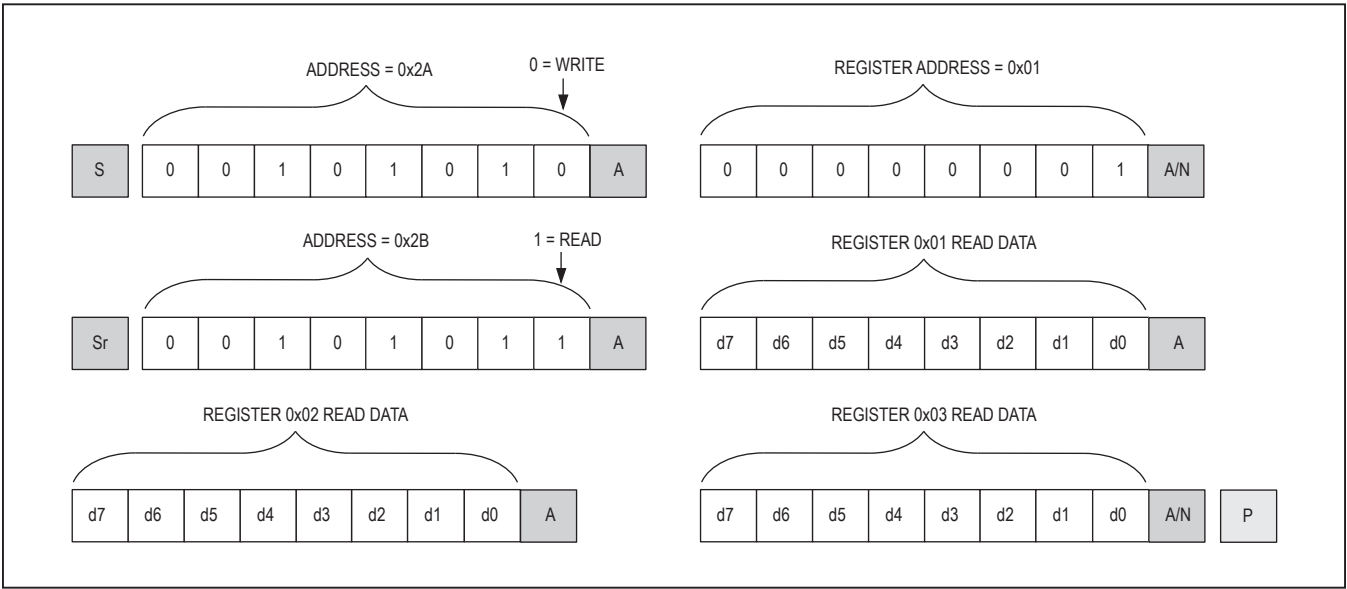 ADDRESS = 0x2A
0 = WRITE
REGISTER ADDRESS = 0x01
S 0 0 1 0 1 0 1 0 A
0 0 0 0 0 0 0 1 A/N
ADDRESS = 0x2B
1 = READ
REGISTER 0x01 READ DATA
Sr 0 0 1 0 1 0 1 1 A
d7 d6 d5 d4 d3 d2 d1 d0 A
REGISTER 0x02 READ DATA
REGISTER 0x03 READ DATA
d7 d6 d5 d4 d3 d2 d1 d0 A
d7 d6 d5 d4 d3 d2 d1 d0 A/N P